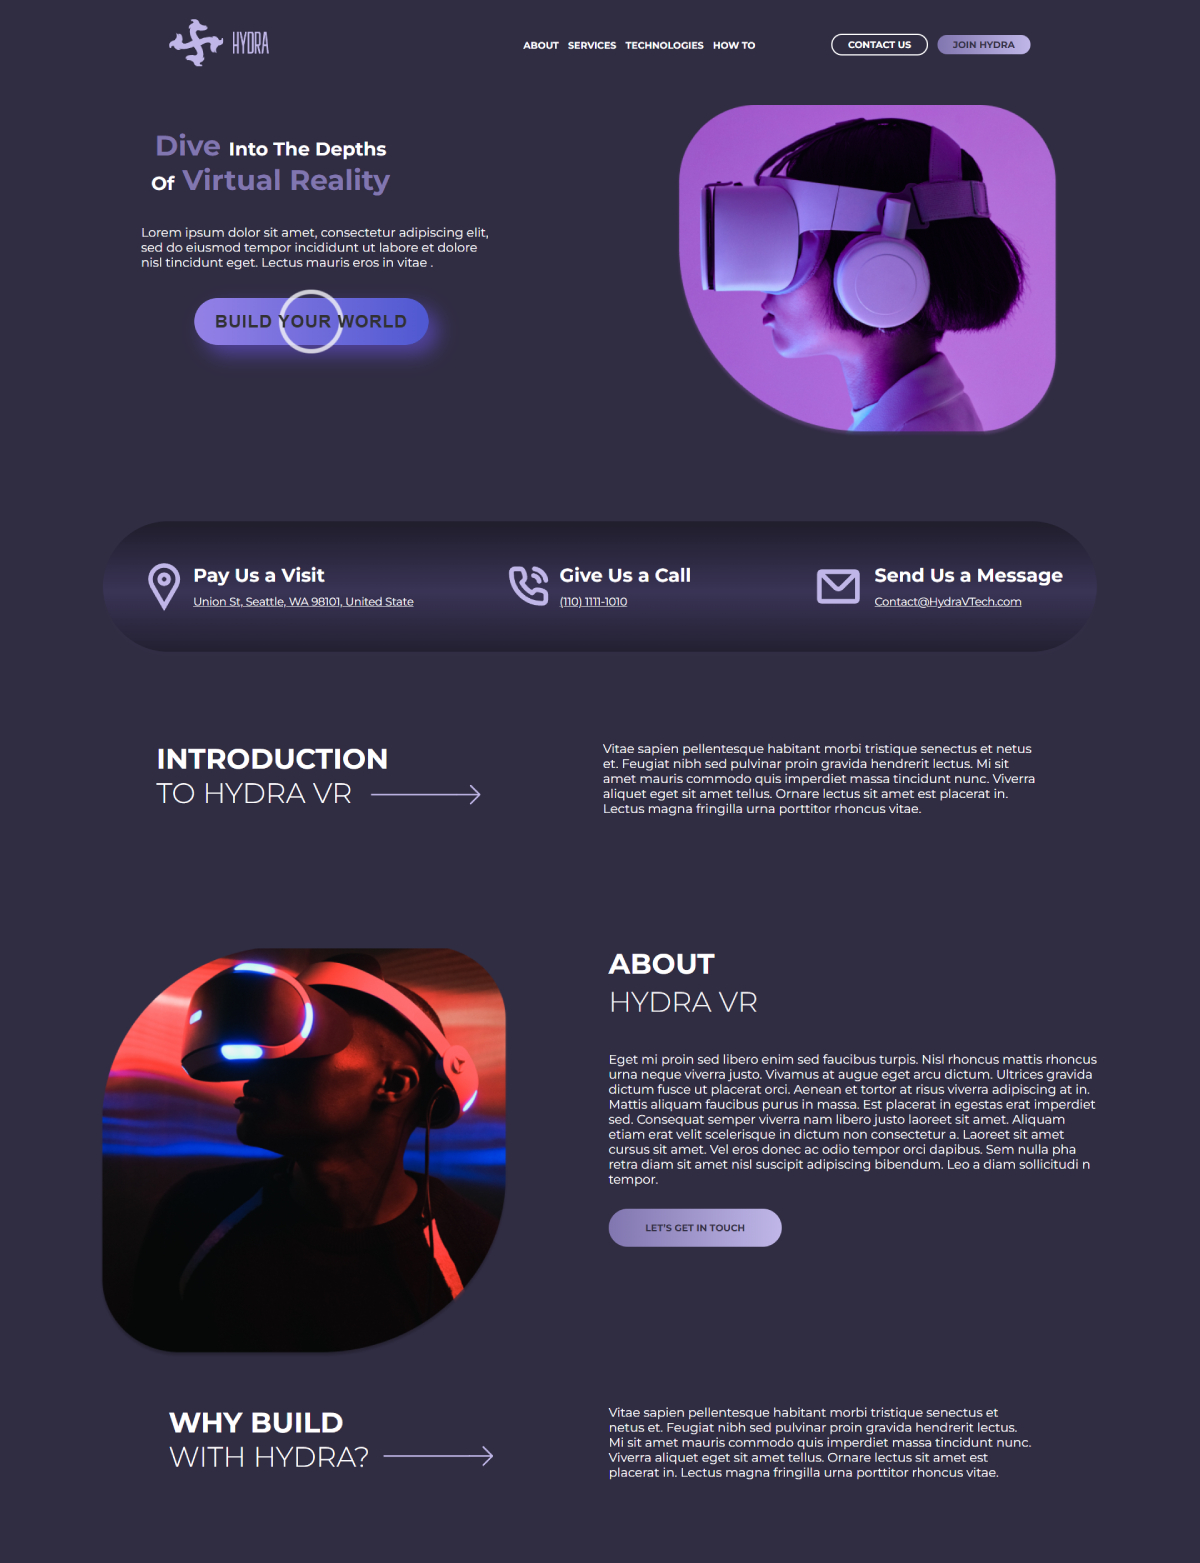 HYDRA
ABOUT SERVICES TECHNOLOGIES HOW TO
CONTACT US
JOIN HYDRA
Dive Into The Depths
Of Virtual Reality
Lorem ipsum dolor sit amet, consectetur adipiscing elit,
sed do eiusmod tempor incididunt ut labore et dolore
nisl tincidunt eget. Lectus mauris eros in vitae .
BUILD YOUR WORLD
Pay Us a Visit
Union St, Seattle, WA 98101, United State
Give Us a Call
(110) 1111-1010
Send Us a Message
Contact@HydraVTech.com
INTRODUCTION
TO HYDRA VR
Vitae sapien pellentesque habitant morbi tristique senectus et netus
et. Feugiat nibh sed pulvinar proin gravida hendrerit lectus. Mi sit
amet mauris commodo quis imperdiet massa tincidunt nunc. Viverra
aliquet eget sit amet tellus. Ornare lectus sit amet est placerat in.
Lectus magna fringilla urna porttitor rhoncus vitae.
ABOUT
HYDRA VR
Eget mi proin sed libero enim sed faucibus turpis. Nisl rhoncus mattis rhoncus
urna neque viverra justo. Vivamus at augue eget arcu dictum. Ultrices gravida
dictum fusce ut placerat orci. Aenean et tortor at risus viverra adipiscing at in.
Mattis aliquam faucibus purus in massa. Est placerat in egestas erat imperdiet
sed. Consequat semper viverra nam libero justo laoreet sit amet. Aliquam
etiam erat velit scelerisque in dictum non consectetur a. Laoreet sit amet
cursus sit amet. Vel eros donec ac odio tempor orci dapibus. Sem nulla pha
retra diam sit amet nisl suscipit adipiscing bibendum. Leo a diam sollicitudi n
tempor.
LET'S GET IN TOUCH
WHY BUILD
WITH HYDRA?
Vitae sapien pellentesque habitant morbi tristique senectus et
netus et. Feugiat nibh sed pulvinar proin gravida hendrerit lectus.
Mi sit amet mauris commodo quis imperdiet massa tincidunt nunc.
Viverra aliquet eget sit amet tellus. Ornare lectus sit amet est
placerat in. Lectus magna fringilla urna porttitor rhoncus vitae.